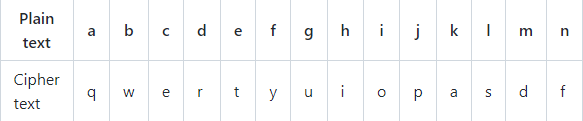 Plain text a b c d e f g h i j k l m n
Cipher text q w e r t y u i o p a s d f